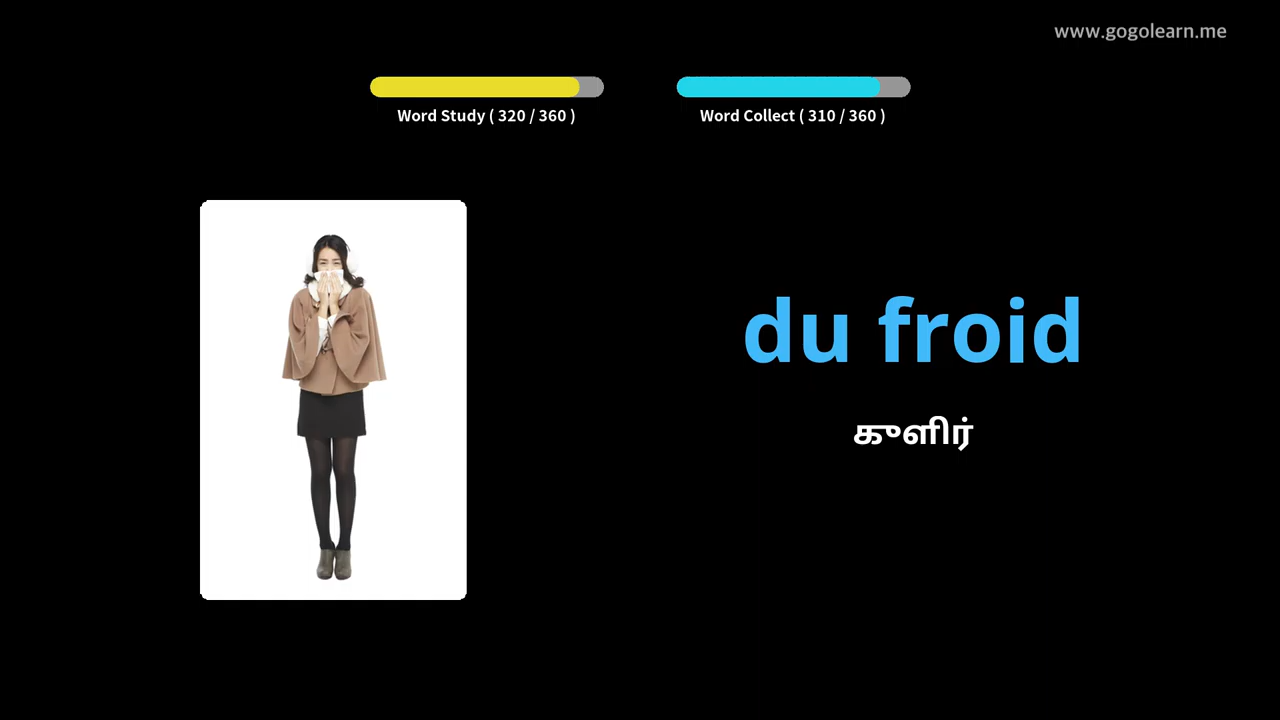 www.gogolearn.me
Word Study ( 320 / 360 )
Word Collect ( 310 / 360 )
du froid
குளிர்